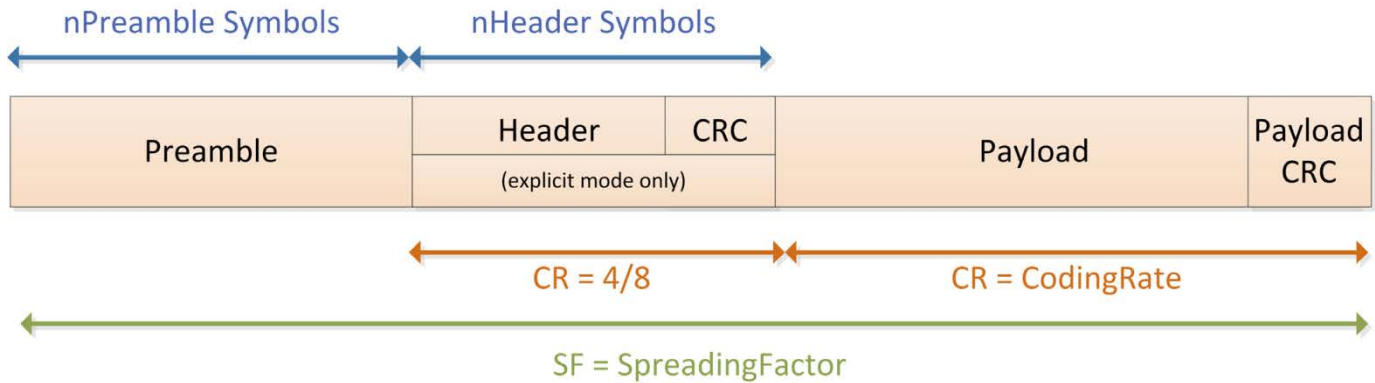 nPreamble Symbols
nHeader Symbols
Preamble
Header
CRC
(explicit mode only)
Payload
Payload
CRC
CR = 4/8
CR = CodingRate
SF = SpreadingFactor